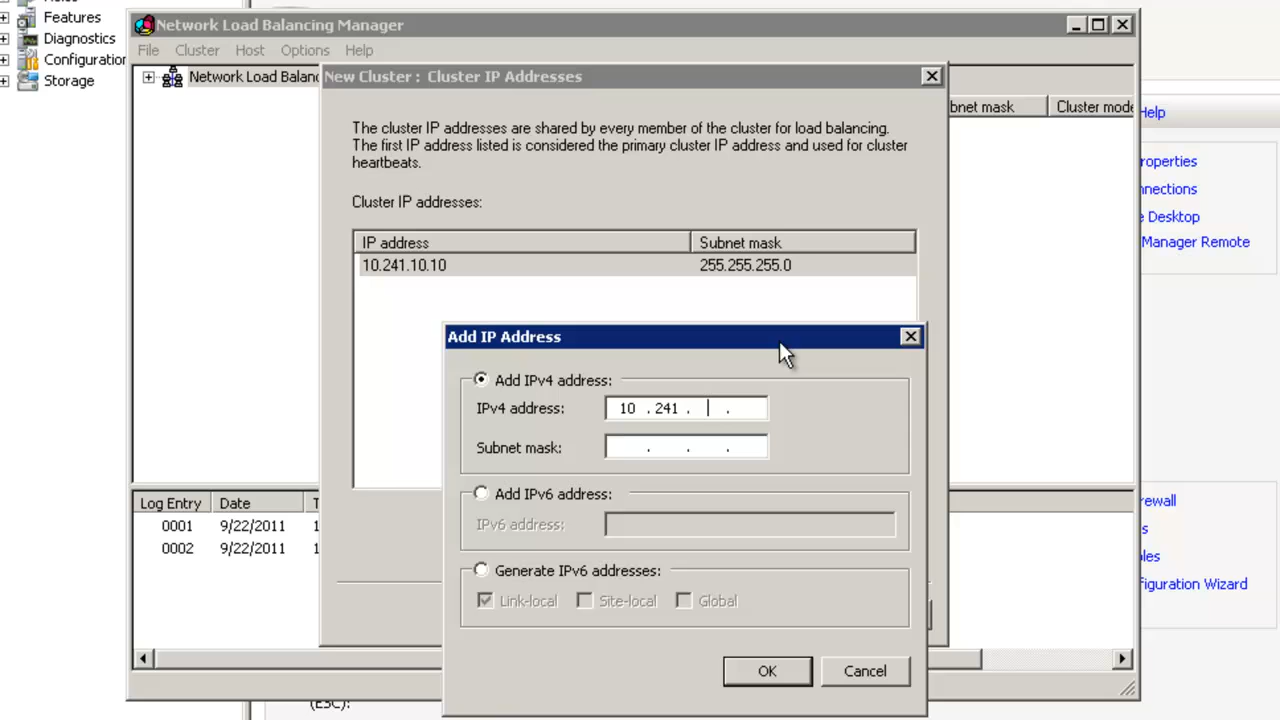 Features
Diagnostics
Configuration
Storage
Network Load Balancing Manager
File Cluster Host Options Help
Network Load Balanc
New Cluster : Cluster IP Addresses
The cluster IP addresses are shared by every member of the cluster for load balancing.
The first IP address listed is considered the primary cluster IP address and used for cluster
heartbeats.
Cluster IP addresses:
IP address Subnet mask
10.241.10.10 255.255.255.0
bnet mask Cluster mode
Add IP Address
Add IPv4 address:
IPv4 address: 10 . 241 . .
Subnet mask: . . .
Add IPv6 address:
IPv6 address:
Generate IPv6 addresses:
Link-local Site-local Global
OK Cancel
Log Entry Date T
0001 9/22/2011 1
0002 9/22/2011 1
Help
roperties
nnections
e Desktop
Manager Remote
rewall
s
les
figuration Wizard
(ESC):